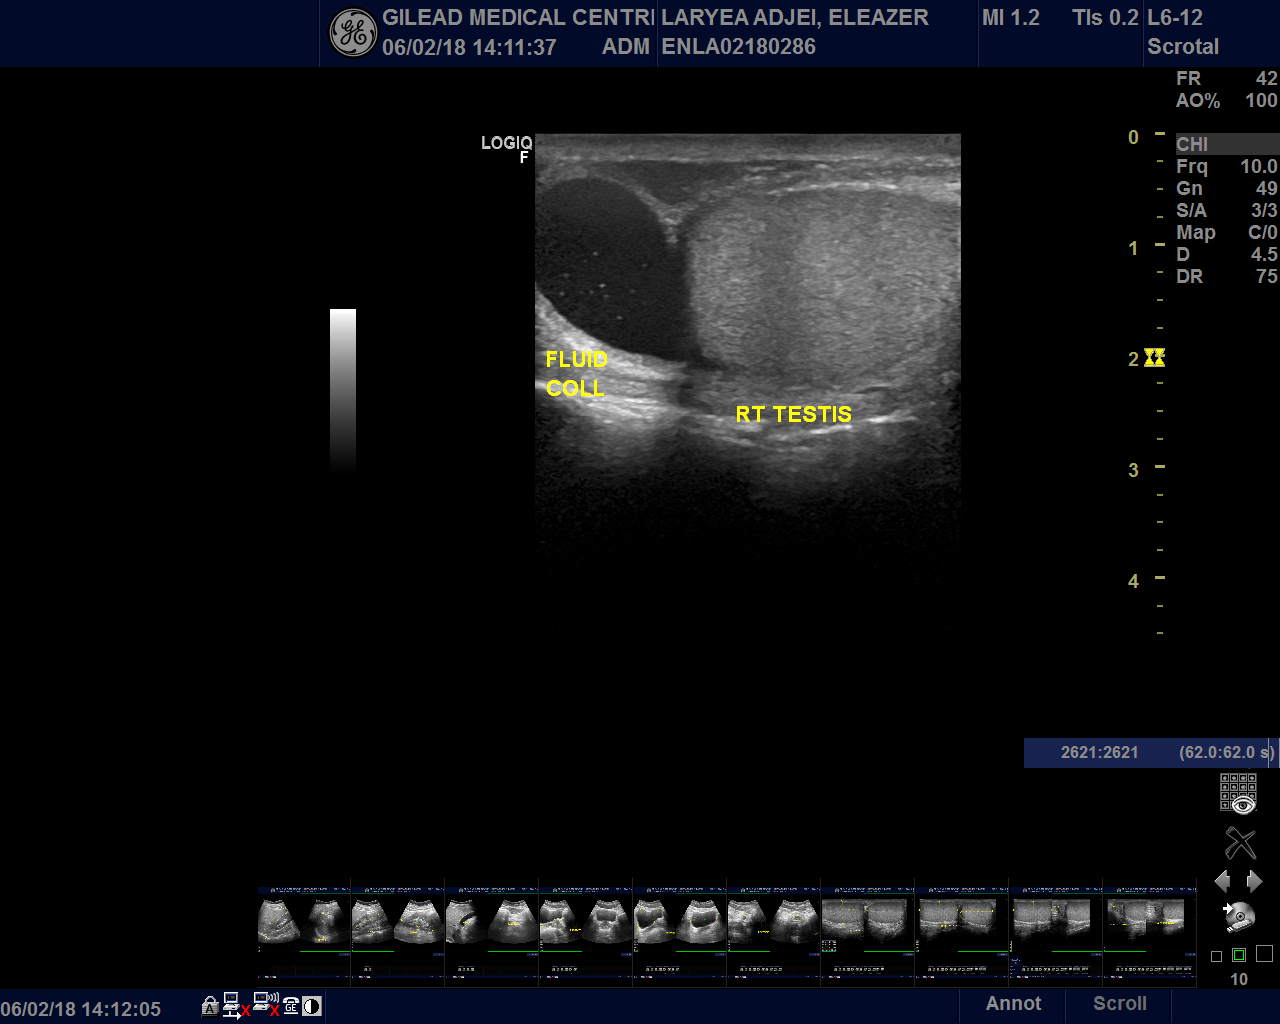 GILEAD MEDICAL CENTRE
06/02/18 14:11:37 ADM
LARYEA ADJEI, ELEAZER
ENLA02180286
MI 1.2 TIs 0.2
L6-12
Scrotal
FR 42
AO% 100
CHI
Frq 10.0
Gn 49
S/A 3/3
Map C/0
D 4.5
DR 75
LOGIQ
F
0
1
2
3
4
FLUID
COLL
RT TESTIS
2621:2621 (62.0:62.0 s)
10
06/02/18 14:12:05
Annot
Scroll